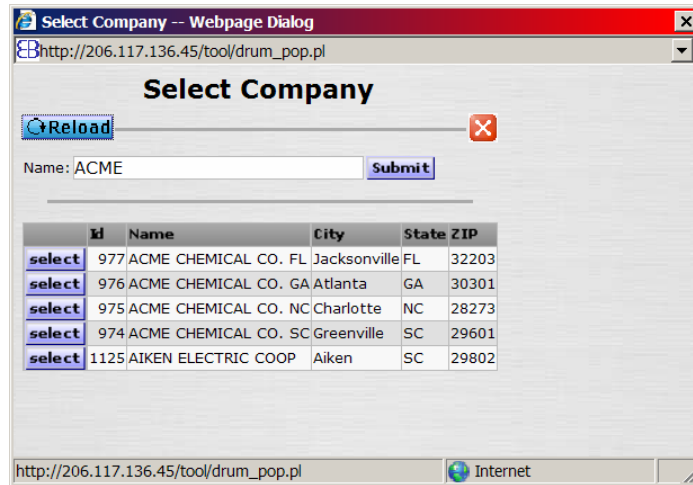 Select Company -- Webpage Dialog
http://206.117.136.45/tool/drum_pop.pl
Select Company
Reload
Name: ACME Submit
Id Name City State ZIP
select 977 ACME CHEMICAL CO. FL Jacksonville FL 32203
select 976 ACME CHEMICAL CO. GA Atlanta GA 30301
select 975 ACME CHEMICAL CO. NC Charlotte NC 28273
select 974 ACME CHEMICAL CO. SC Greenville SC 29601
select 1125 AIKEN ELECTRIC COOP Aiken SC 29802
http://206.117.136.45/tool/drum_pop.pl Internet